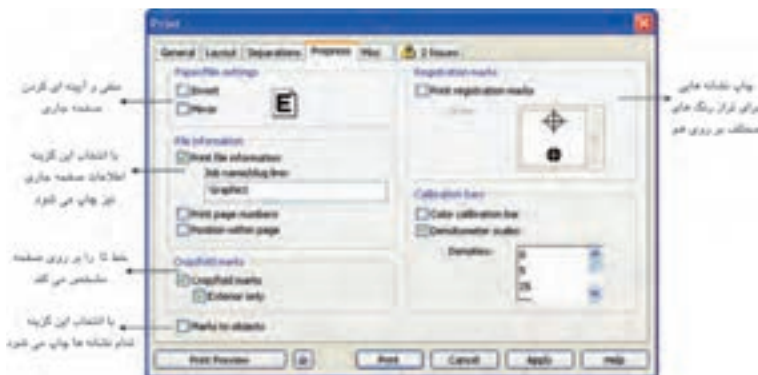 Print
General Layout Separations Prepress Misc 2 Issues
Paper/film settings
Invert
Mirror
E
File information
Print file information
Job name/slug line:
Graphic1
Print page numbers
Position within page
Crop/fold marks
Crop/fold marks
Exterior only
Marks to objects
Registration marks
Print registration marks
Calibration bars
Color calibration bar
Densitometer scales
Densities:
0
5
25
Print Preview Print Cancel Apply Help
منفی و آیینه ای کردن
صفحه جاری
با انتخاب این گزینه
اطلاعات صفحه جاری
نیز چاپ می شود
خط تا را بر روی صفحه
مشخص می کند
با انتخاب این گزینه
تمام نشانه ها چاپ می شود
چاپ نشانه هایی
برای تراز رنگ های
مختلف بر روی هم